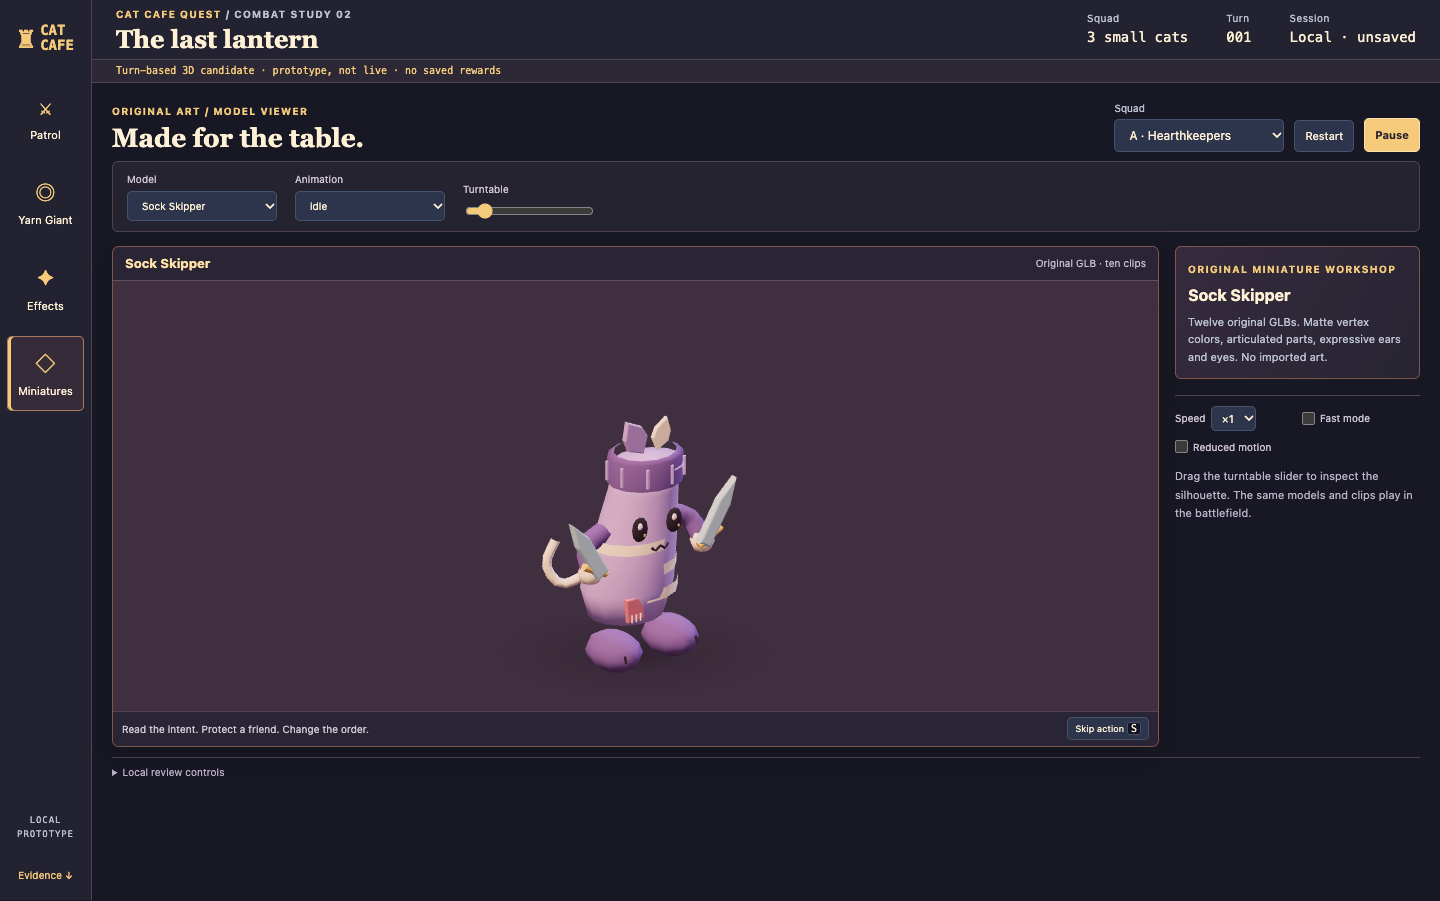 CAT
CAFE
Patrol
Yarn Giant
Effects
Miniatures
LOCAL
PROTOTYPE
Evidence ↓
CAT CAFE QUEST / COMBAT STUDY 02
The last lantern
Squad
3 small cats
Turn
001
Session
Local · unsaved
Turn-based 3D candidate · prototype, not live · no saved rewards
ORIGINAL ART / MODEL VIEWER
Made for the table.
Squad
A · Hearthkeepers
Restart
Pause
Model
Sock Skipper
Animation
idle
Turntable
Sock Skipper
Original GLB · ten clips
Read the intent. Protect a friend. Change the order.
Skip action S
ORIGINAL MINIATURE WORKSHOP
Sock Skipper
Twelve original GLBs. Matte vertex
colors, articulated parts, expressive ears
and eyes. No imported art.
Speed
×1
Fast mode
Reduced motion
Drag the turntable slider to inspect the
silhouette. The same models and clips play in
the battlefield.
Local review controls